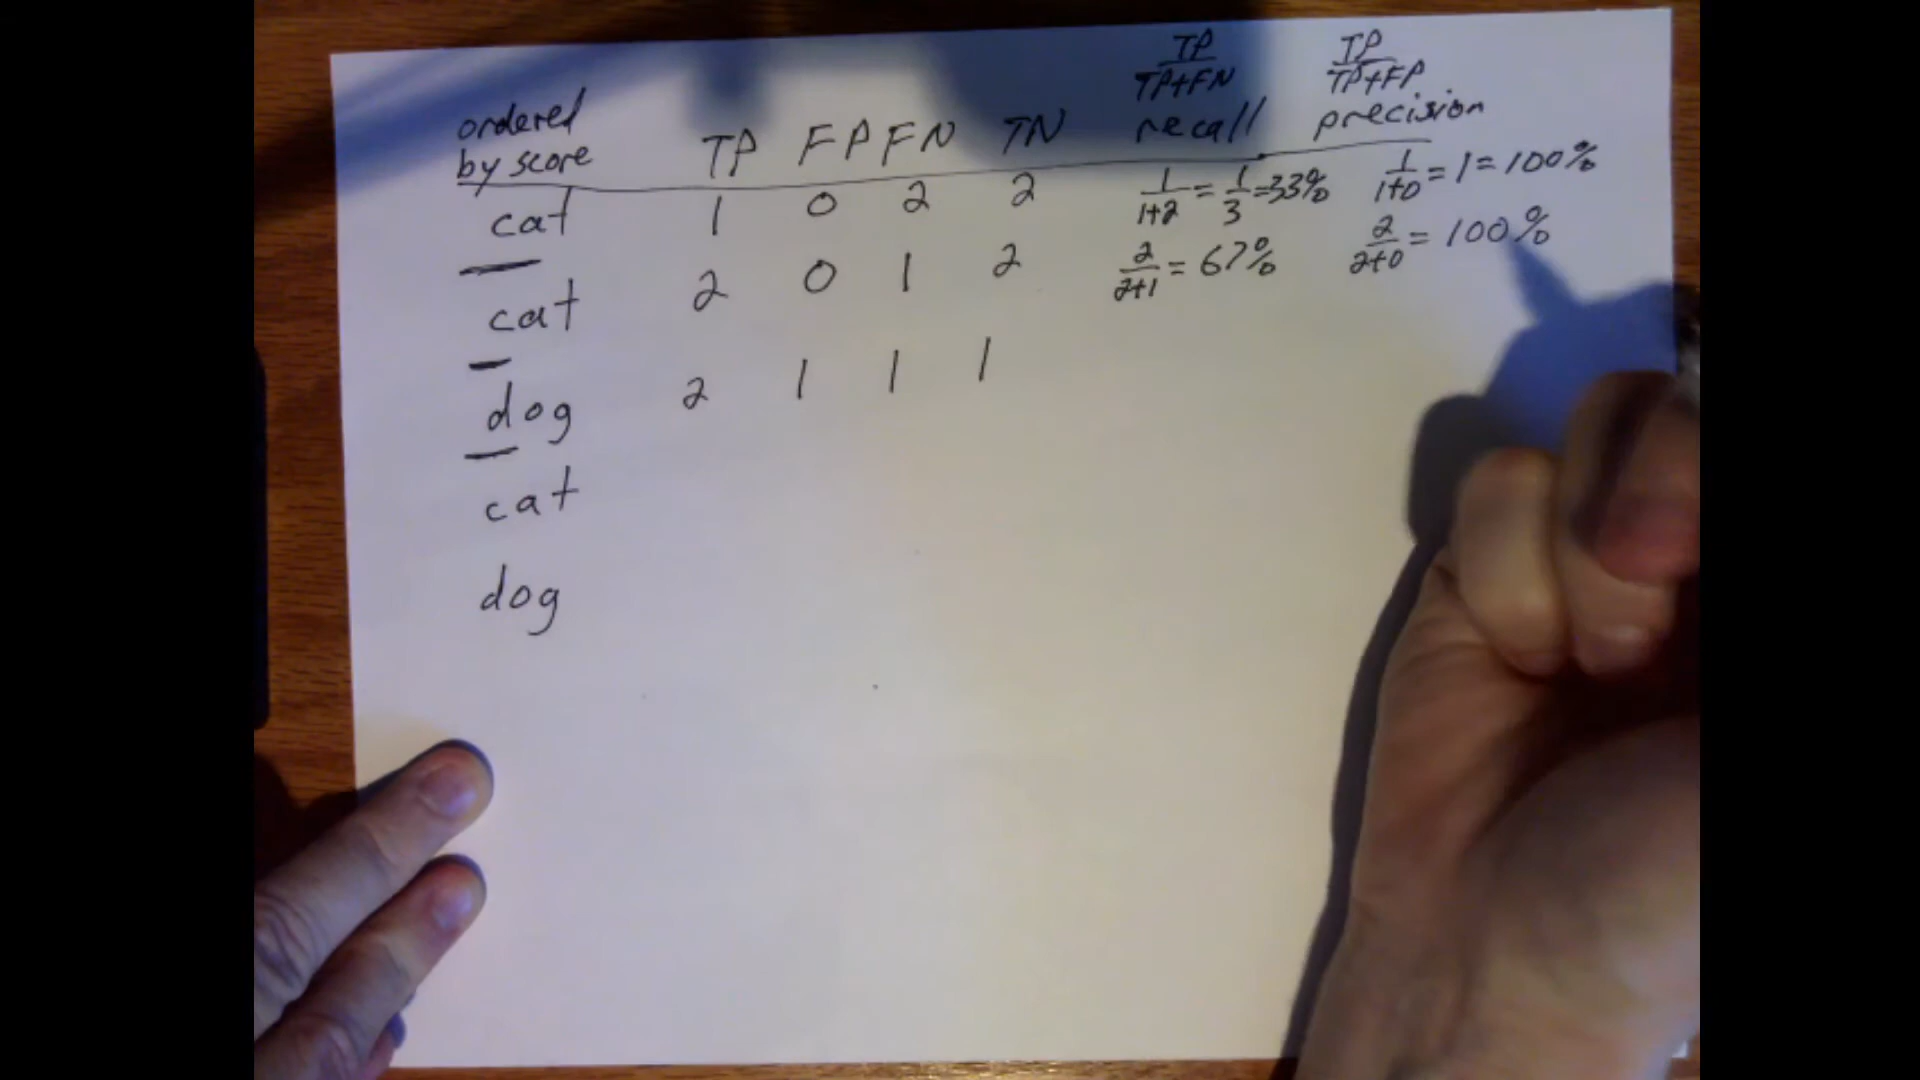 TP TP
TP+FN TP+FP
ordered
by score TP FP FN TN recall precision
cat 1 0 2 2 1/1+2 = 1/3 = 33% 1/1+0 = 1 = 100%
cat 2 0 1 2 2/2+1 = 67% 2/2+0 = 100%
dog 2 1 1 1
cat
dog